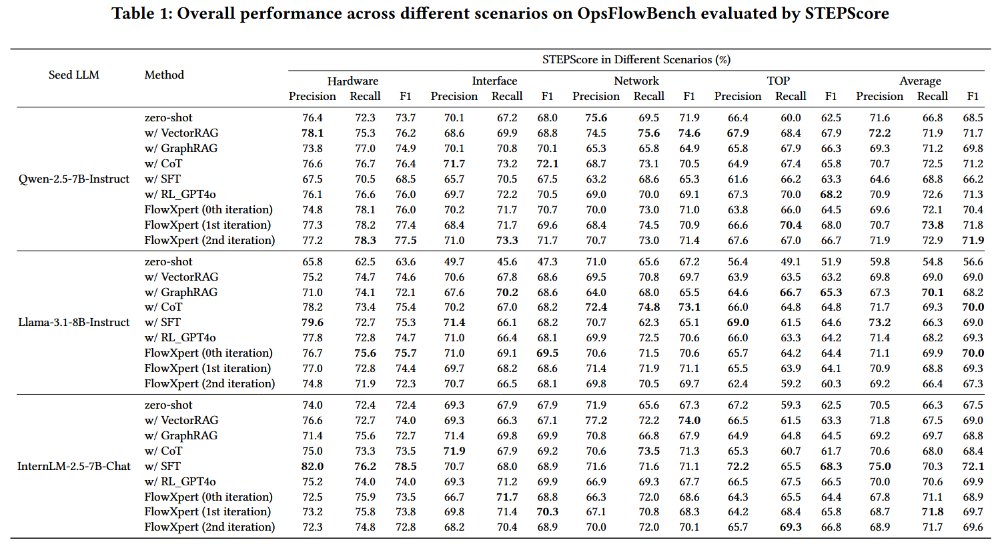 Table 1: Overall performance across different scenarios on OpsFlowBench evaluated by STEPScore
Seed LLM Method STEPScore in Different Scenarios (%)
Hardware Interface Network TOP Average
Precision Recall F1 Precision Recall F1 Precision Recall F1 Precision Recall F1 Precision Recall F1
zero-shot 76.4 72.3 73.7 70.1 67.2 68.0 75.6 69.5 71.9 66.4 60.0 62.5 71.6 66.8 68.5
w/ VectorRAG 78.1 75.3 76.2 68.6 69.9 68.8 74.5 75.6 74.6 67.9 68.4 67.9 72.2 71.9 71.7
w/ GraphRAG 73.8 77.0 74.9 70.1 70.8 70.1 65.3 65.8 64.9 65.8 67.9 66.3 69.3 71.2 69.8
w/ CoT 76.6 76.7 76.4 71.7 73.2 72.1 68.7 73.1 70.5 64.9 67.4 65.8 70.7 72.5 71.2
Qwen-2.5-7B-Instruct w/ SFT 67.5 70.5 68.5 65.7 70.5 67.5 63.2 68.6 65.3 61.6 66.2 63.3 64.6 68.8 66.2
w/ RL_GPT4o 76.1 76.6 76.0 69.7 72.2 70.5 69.0 70.0 69.1 67.3 70.0 68.2 70.9 72.6 71.3
FlowXpert (0th iteration) 74.8 78.1 76.0 70.2 71.7 70.7 70.0 73.0 71.0 63.8 66.0 64.5 69.6 72.1 70.4
FlowXpert (1st iteration) 77.3 78.2 77.4 68.4 71.7 69.6 68.4 74.5 70.9 66.6 70.4 68.0 70.7 73.8 71.8
FlowXpert (2nd iteration) 77.2 78.3 77.5 71.0 73.3 71.7 70.7 73.0 71.4 67.6 67.0 66.7 71.9 72.9 71.9
zero-shot 65.8 62.5 63.6 49.7 45.6 47.3 71.0 65.6 67.2 56.4 49.1 51.9 59.8 54.8 56.6
w/ VectorRAG 75.2 74.7 74.6 70.6 67.8 68.6 69.5 70.8 69.7 63.9 63.5 63.2 69.8 69.0 69.0
w/ GraphRAG 71.0 74.1 72.1 67.6 70.2 68.6 64.0 68.0 65.5 64.6 66.7 65.3 67.3 70.1 68.2
w/ CoT 78.2 73.4 75.4 70.2 67.0 68.2 72.4 74.8 73.1 66.0 64.8 64.8 71.7 69.3 70.0
Llama-3.1-8B-Instruct w/ SFT 79.6 72.7 75.3 71.4 66.1 68.2 70.7 62.3 65.1 69.0 61.5 64.6 73.2 66.3 69.0
w/ RL_GPT4o 77.8 72.8 74.7 71.0 66.4 68.1 69.9 72.5 70.6 66.0 63.3 64.2 71.4 68.2 69.3
FlowXpert (0th iteration) 76.7 75.6 75.7 71.0 69.1 69.5 70.6 71.5 70.6 65.7 64.2 64.4 71.1 69.9 70.0
FlowXpert (1st iteration) 77.0 72.8 74.4 69.7 68.2 68.6 71.4 71.9 71.1 65.5 63.9 64.1 70.9 68.8 69.3
FlowXpert (2nd iteration) 74.8 71.9 72.3 70.7 66.5 68.1 69.8 70.5 69.7 62.4 59.2 60.3 69.2 66.4 67.3
zero-shot 74.0 72.4 72.4 69.3 67.9 67.9 71.9 65.6 67.3 67.2 59.3 62.5 70.5 66.3 67.5
w/ VectorRAG 76.6 72.7 74.0 69.3 66.3 67.1 77.2 72.2 74.0 66.5 61.5 63.3 71.8 67.5 69.0
w/ GraphRAG 71.4 75.6 72.7 71.4 69.8 69.9 70.8 66.8 67.9 64.9 64.8 64.5 69.2 69.7 68.8
w/ CoT 75.0 73.3 73.5 71.9 67.9 69.2 70.6 73.5 71.3 65.3 60.7 61.7 70.6 68.0 68.4
InternLM-2.5-7B-Chat w/ SFT 82.0 76.2 78.5 70.7 68.0 68.9 71.6 71.6 71.1 72.2 65.5 68.3 75.0 70.3 72.1
w/ RL_GPT4o 75.2 74.0 74.0 69.3 71.2 69.9 66.9 69.3 67.7 66.5 67.5 66.5 70.0 70.6 69.9
FlowXpert (0th iteration) 72.5 75.9 73.5 66.7 71.7 68.8 66.3 72.0 68.6 64.3 65.5 64.4 67.8 71.1 68.9
FlowXpert (1st iteration) 73.2 75.8 73.8 69.8 71.4 70.3 67.1 70.8 68.3 64.2 68.4 65.8 68.7 71.8 69.7
FlowXpert (2nd iteration) 72.3 74.8 72.8 68.2 70.4 68.9 70.0 72.0 70.1 65.7 69.3 66.8 68.9 71.7 69.6